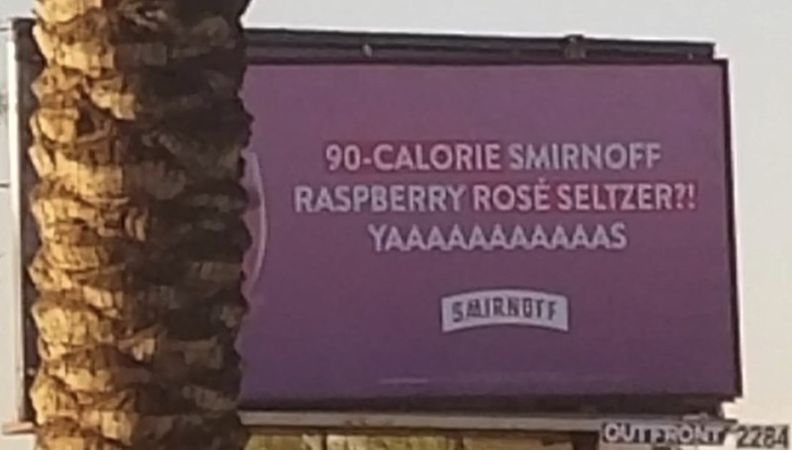 90-CALORIE SMIRNOFF
RASPBERRY ROSÉ SELTZER?!
YAAAAAAAAAAAS
SMIRNOFF
OUTFRONT 2284